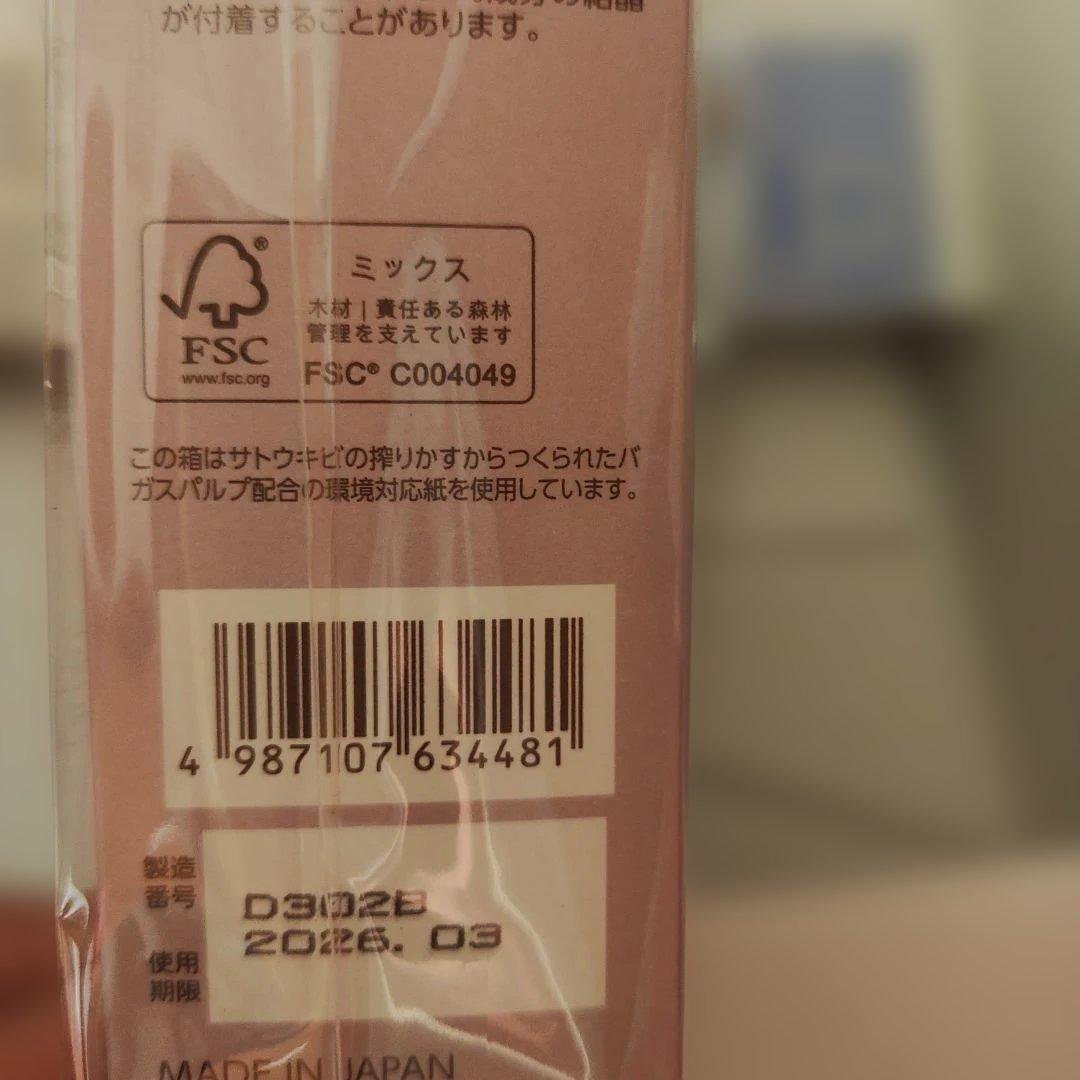 が付着することがあります。
ミックス
木材 | 責任ある森林
管理を支えています
FSC® C004049
®
FSC
www.fsc.org
この箱はサトウキビの搾りかすからつくられたバ
ガスパルプ配合の環境対応紙を使用しています。
4 987107 634481
製造
番号
D302B
2026. 03
使用
期限
MADE IN JAPAN